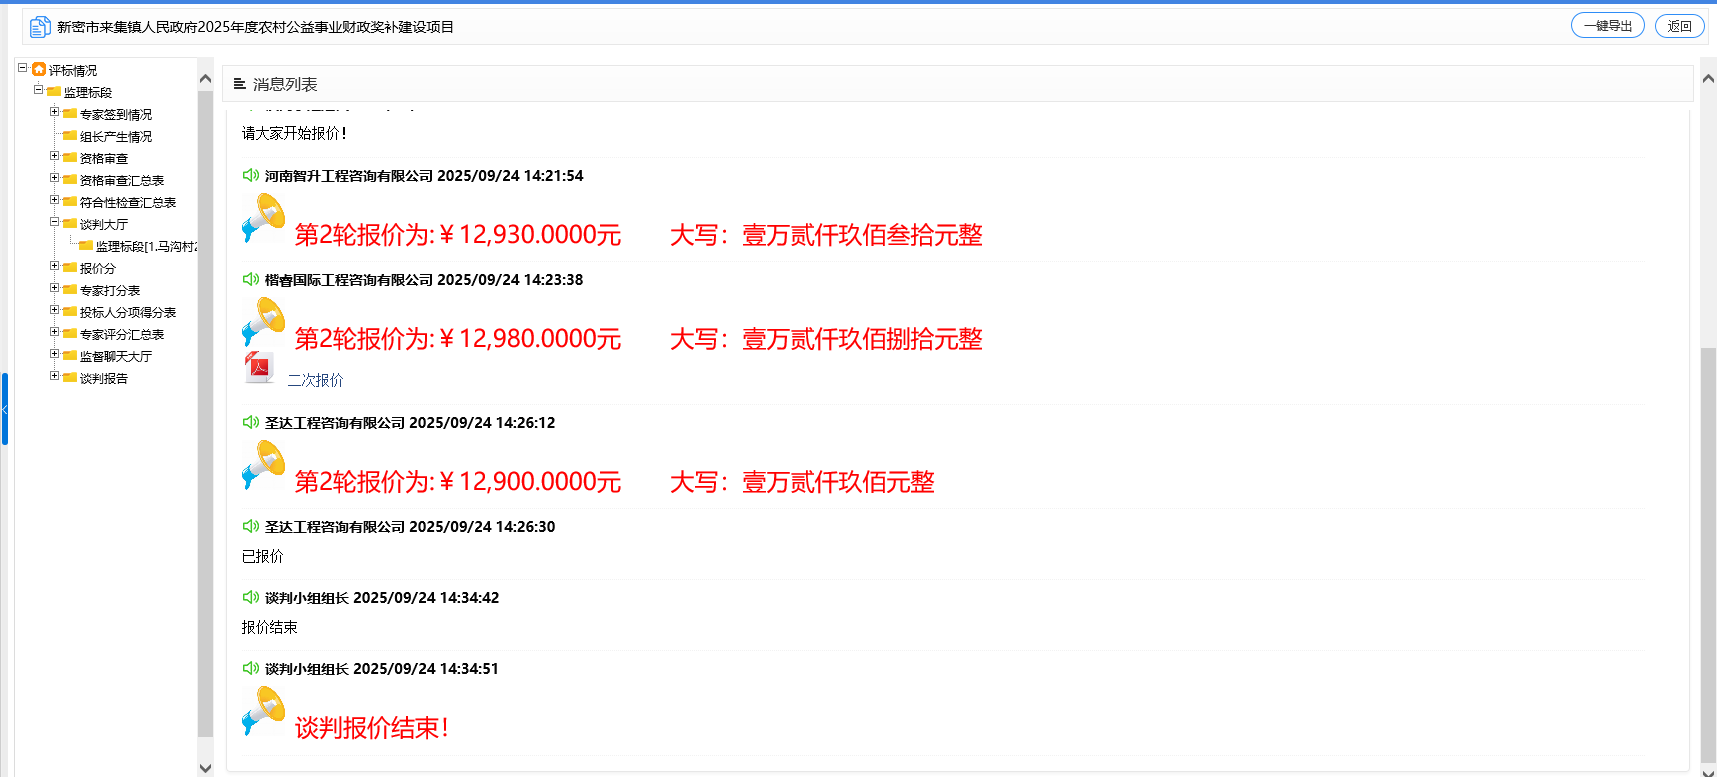 新密市来集镇人民政府2025年度农村公益事业财政奖补建设项目
一键导出
返回
评标情况
监理标段
专家签到情况
组长产生情况
资格审查
资格审查汇总表
符合性检查汇总表
谈判大厅
监理标段[1.马沟村2
报价分
专家打分表
投标人分项得分表
专家评分汇总表
监督聊天大厅
谈判报告
消息列表
请大家开始报价！
河南智升工程咨询有限公司 2025/09/24 14:21:54
第2轮报价为:￥12,930.0000元 大写：壹万贰仟玖佰叁拾元整
楷睿国际工程咨询有限公司 2025/09/24 14:23:38
第2轮报价为:￥12,980.0000元 大写：壹万贰仟玖佰捌拾元整
二次报价
圣达工程咨询有限公司 2025/09/24 14:26:12
第2轮报价为:￥12,900.0000元 大写：壹万贰仟玖佰元整
圣达工程咨询有限公司 2025/09/24 14:26:30
已报价
谈判小组组长 2025/09/24 14:34:42
报价结束
谈判小组组长 2025/09/24 14:34:51
谈判报价结束！